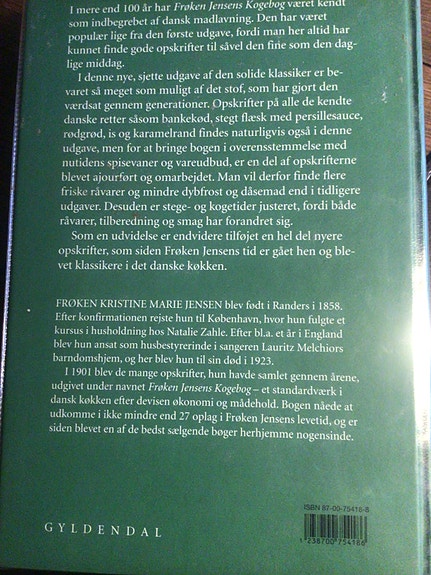 I mere end 100 år har Frøken Jensens Kogebog været kendt
som indbegrebet af dansk madlavning. Den har været
populær lige fra den første udgave, fordi man her altid har
kunnet finde gode opskrifter til såvel den fine som den dag-
lige middag.
I denne nye, sjette udgave af den solide klassiker er be-
varet så meget som muligt af det stof, som har gjort den
værdsat gennem generationer. Opskrifter på alle de kendte
danske retter såsom bankekød, stegt flæsk med persillesauce,
rødgrød, is og karamelrand findes naturligvis også i denne
udgave, men for at bringe bogen i overensstemmelse med
nutidens spisevaner og vareudbud, er en del af opskrifterne
blevet ajourført og omarbejdet. Man vil derfor finde flere
friske råvarer og mindre dybfrost og dåsemad end i tidligere
udgaver. Desuden er stege- og kogetider justeret, fordi både
råvarer, tilberedning og smag har forandret sig.
Som en udvidelse er endvidere tilføjet en hel del nyere
opskrifter, som siden Frøken Jensens tid er gået hen og ble-
vet klassikere i det danske køkken.
FRØKEN KRISTINE MARIE JENSEN blev født i Randers i 1858.
Efter konfirmationen rejste hun til København, hvor hun fulgte et
kursus i husholdning hos Natalie Zahle. Efter bl.a. et år i England
blev hun ansat som husbestyrerinde i sangeren Lauritz Melchiors
barndomshjem, og her blev hun til sin død i 1923.
I 1901 blev de mange opskrifter, hun havde samlet gennem årene,
udgivet under navnet Frøken Jensens Kogebog – et standardværk i
dansk køkken efter devisen økonomi og mådehold. Bogen nåede at
udkomme i ikke mindre end 27 oplag i Frøken Jensens levetid, og er
siden blevet en af de bedst sælgende bøger herhjemme nogensinde.
ISBN 87-00-75418-8
GYLDENDAL
1 238700 754186